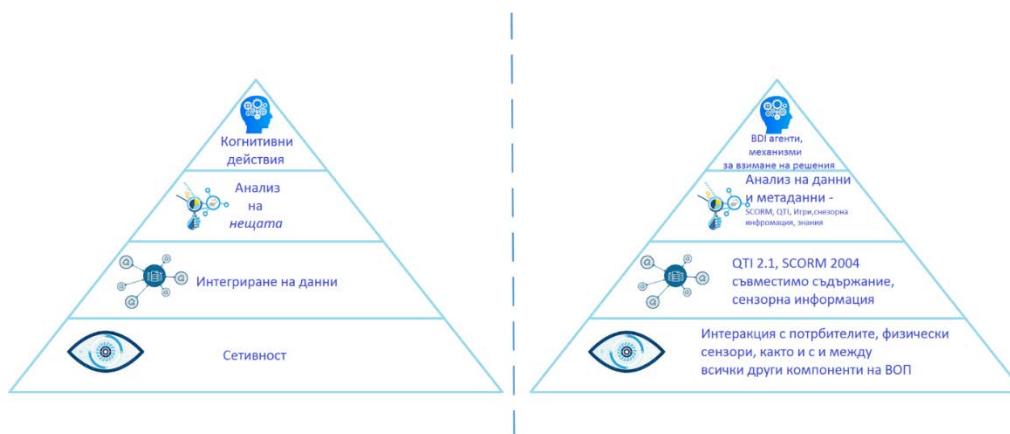 Когнитивни
действия
Анализ
на
нещата
Интегриране на данни
Сетивност
BDI агенти,
механизми
за взимане на решения
Анализ на данни
и метаданни -
SCORM, QTI, Игри,снезорна
инфромация, знания
QTI 2.1, SCORM 2004
съвместимо съдържание,
сензорна информация
Интеракция с потрбителите, физически
сензори, както и с и между
всички други компоненти на ВОП